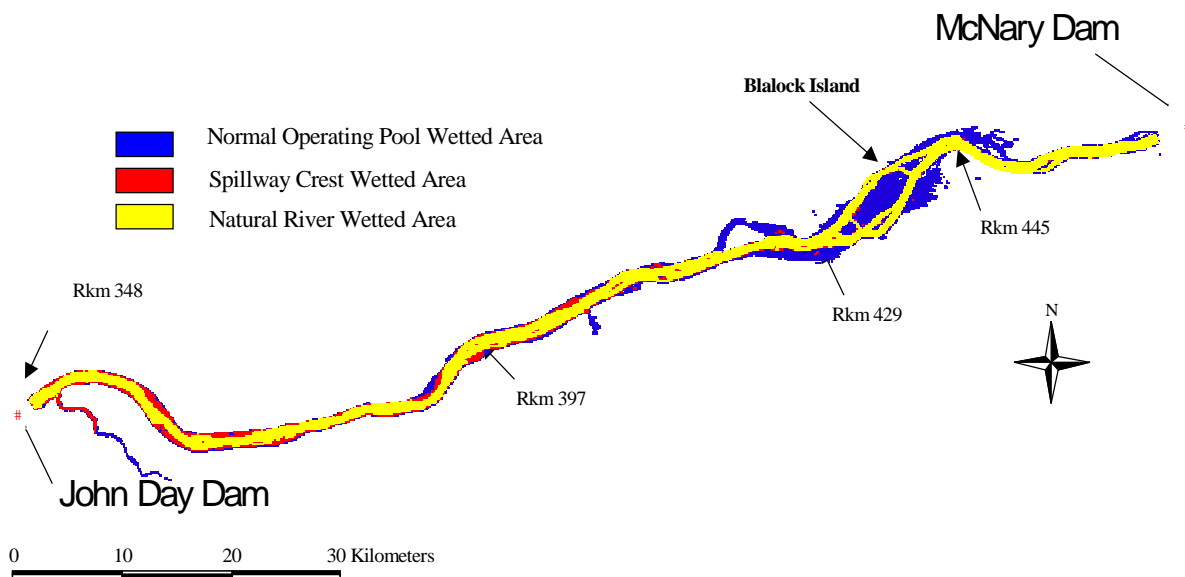 McNary Dam
Blalock Island
Normal Operating Pool Wetted Area
Spillway Crest Wetted Area
Natural River Wetted Area
Rkm 445
Rkm 348
Rkm 429
N
Rkm 397
#
John Day Dam
0 10 20 30 Kilometers